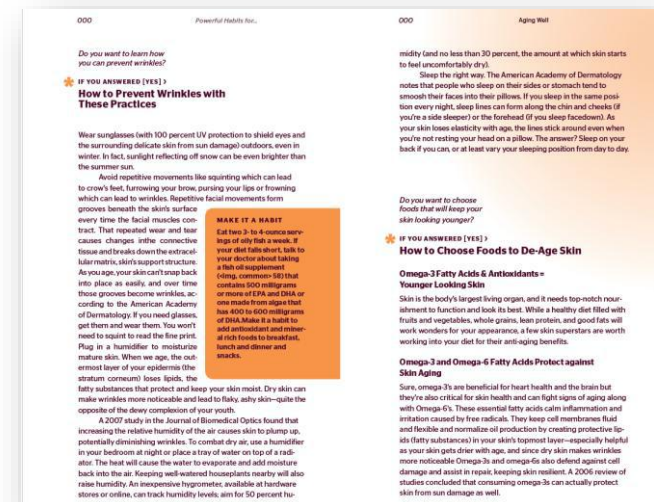 000
Powerful Habits for..
Do you want to learn how
you can prevent wrinkles?
IF YOU ANSWERED [YES] >
How to Prevent Wrinkles with
These Practices
Wear sunglasses (with 100 percent UV protection to shield eyes and
the surrounding delicate skin from sun damage) outdoors, even in
winter. In fact, sunlight reflecting off snow can be even brighter than
the summer sun.
Avoid repetitive movements like squinting which can lead
to crow's feet, furrowing your brow, pursing your lips or frowning
which can lead to wrinkles. Repetitive facial movements form
grooves beneath the skin's surface
every time the facial muscles con-
tract. That repeated wear and tear
causes changes inthe connective
tissue and breaks down the extracel-
lular matrix, skin's support structure.
As you age, your skin can't snap back
into place as easily, and over time
those grooves become wrinkles, ac-
cording to the American Academy
of Dermatology. If you need glasses,
get them and wear them. You won't
need to squint to read the fine print.
Plug in a humidifier to moisturize
mature skin. When we age, the out-
ermost layer of your epidermis (the
stratum corneum) loses lipids, the
fatty substances that protect and keep your skin moist. Dry skin can
make wrinkles more noticeable and lead to flaky, ashy skin—quite the
opposite of the dewy complexion of your youth.
A 2007 study in the Journal of Biomedical Optics found that
increasing the relative humidity of the air causes skin to plump up,
potentially diminishing wrinkles. To combat dry air, use a humidifier
in your bedroom at night or place a tray of water on top of a radi-
ator. The heat will cause the water to evaporate and add moisture
back into the air. Keeping well-watered houseplants nearby will also
raise humidity. An inexpensive hygrometer, available at hardware
stores or online, can track humidity levels; aim for 50 percent hu-
MAKE IT A HABIT
Eat two 3- to 4-ounce serv-
ings of oily fish a week. If
your diet falls short, talk to
your doctor about taking
a fish oil supplement
(<Img, common> 58) that
contains 500 milligrams
or more of EPA and DHA or
one made from algae that
has 400 to 600 milligrams
of DHA.Make it a habit to
add antioxidant and miner-
al rich foods to breakfast,
lunch and dinner and
snacks.
000
Aging Well
midity (and no less than 30 percent, the amount at which skin starts
to feel uncomfortably dry).
Sleep the right way. The American Academy of Dermatology
notes that people who sleep on their sides or stomach tend to
smoosh their faces into their pillows. If you sleep in the same posi-
tion every night, sleep lines can form along the chin and cheeks (if
you're a side sleeper) or the forehead (if you sleep facedown). As
your skin loses elasticity with age, the lines stick around even when
you're not resting your head on a pillow. The answer? Sleep on your
back if you can, or at least vary your sleeping position from day to day.
Do you want to choose
foods that will keep your
skin looking younger?
IF YOU ANSWERED [YES] >
How to Choose Foods to De-Age Skin
Omega-3 Fatty Acids & Antioxidants =
Younger Looking Skin
Skin is the body's largest living organ, and it needs top-notch nour-
ishment to function and look its best. While a healthy diet filled with
fruits and vegetables, whole grains, lean protein, and good fats will
work wonders for your appearance, a few skin superstars are worth
working into your diet for their anti-aging benefits.
Omega-3 and Omega-6 Fatty Acids Protect against
Skin Aging
Sure, omega-3's are beneficial for heart health and the brain but
they're also critical for skin health and can fight signs of aging along
with Omega-6's. These essential fatty acids calm inflammation and
irritation caused by free radicals. They keep cell membranes fluid
and flexible and normalize oil production by creating protective lip-
ids (fatty substances) in your skin's topmost layer—especially helpful
as your skin gets drier with age, and since dry skin makes wrinkles
more noticeable Omega-3s and omega-6s also defend against cell
damage and assist in repair, keeping skin resilient. A 2006 review of
studies concluded that consuming omega-3s can actually protect
skin from sun damage as well.